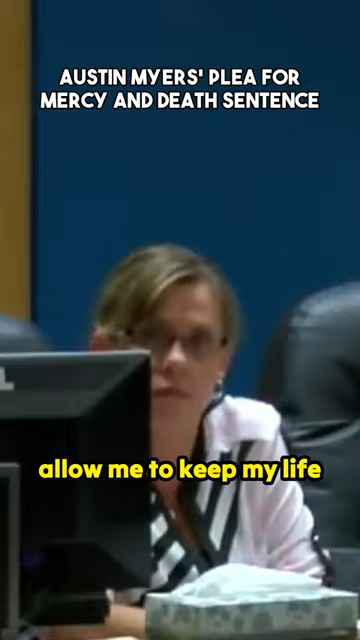 AUSTIN MYERS' PLEA FOR
MERCY AND DEATH SENTENCE
allow me to keep my life